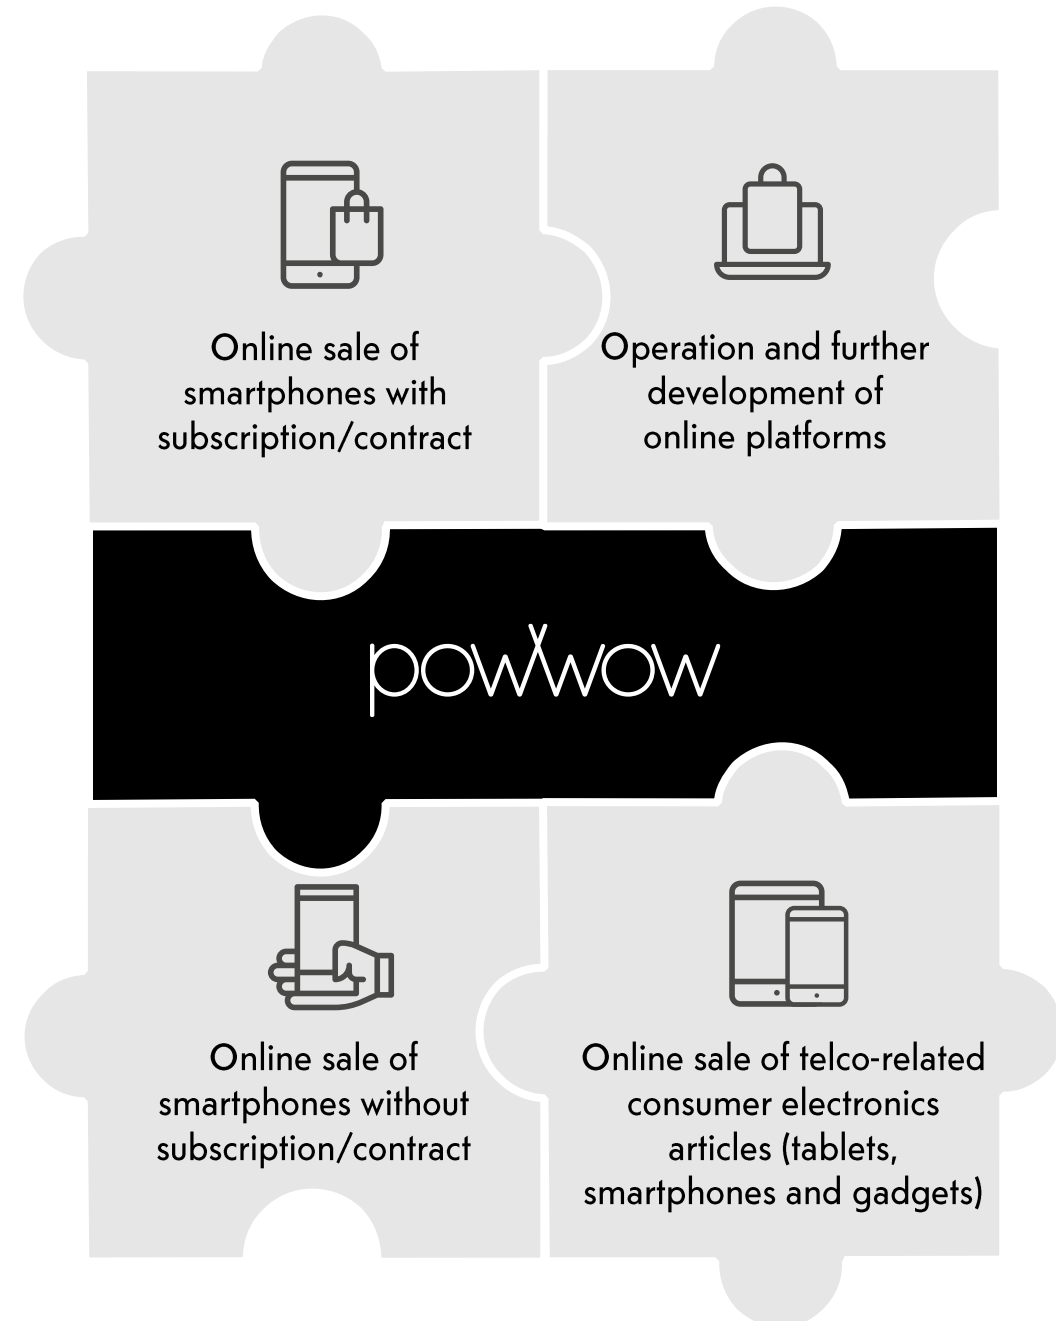 Online sale of
smartphones with
subscription/contract
Operation and further
development of
online platforms
powwow
Online sale of
smartphones without
subscription/contract
Online sale of telco-related
consumer electronics
articles (tablets,
smartphones and gadgets)